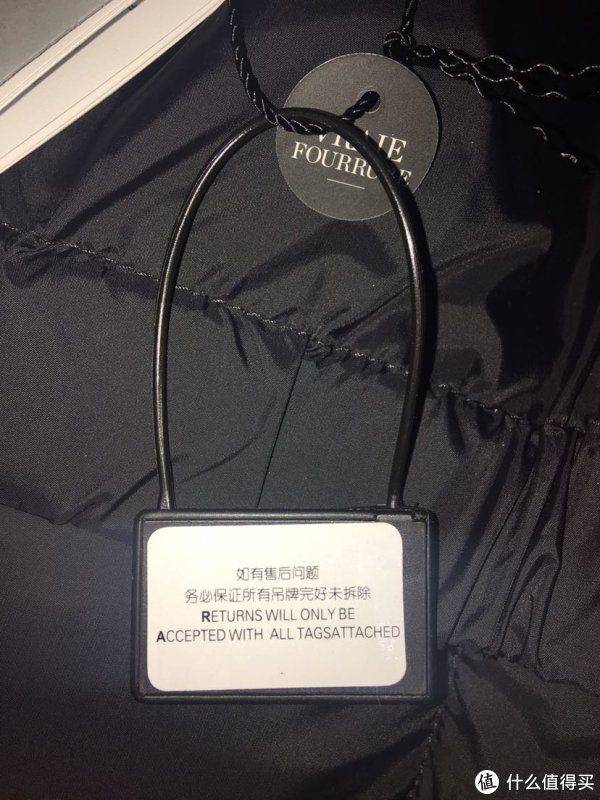 VRAIE
FOURRURE
如有售后问题
务必保证所有吊牌完好未拆除
RETURNS WILL ONLY BE
ACCEPTED WITH ALL TAGSATTACHED
值 什么值得买